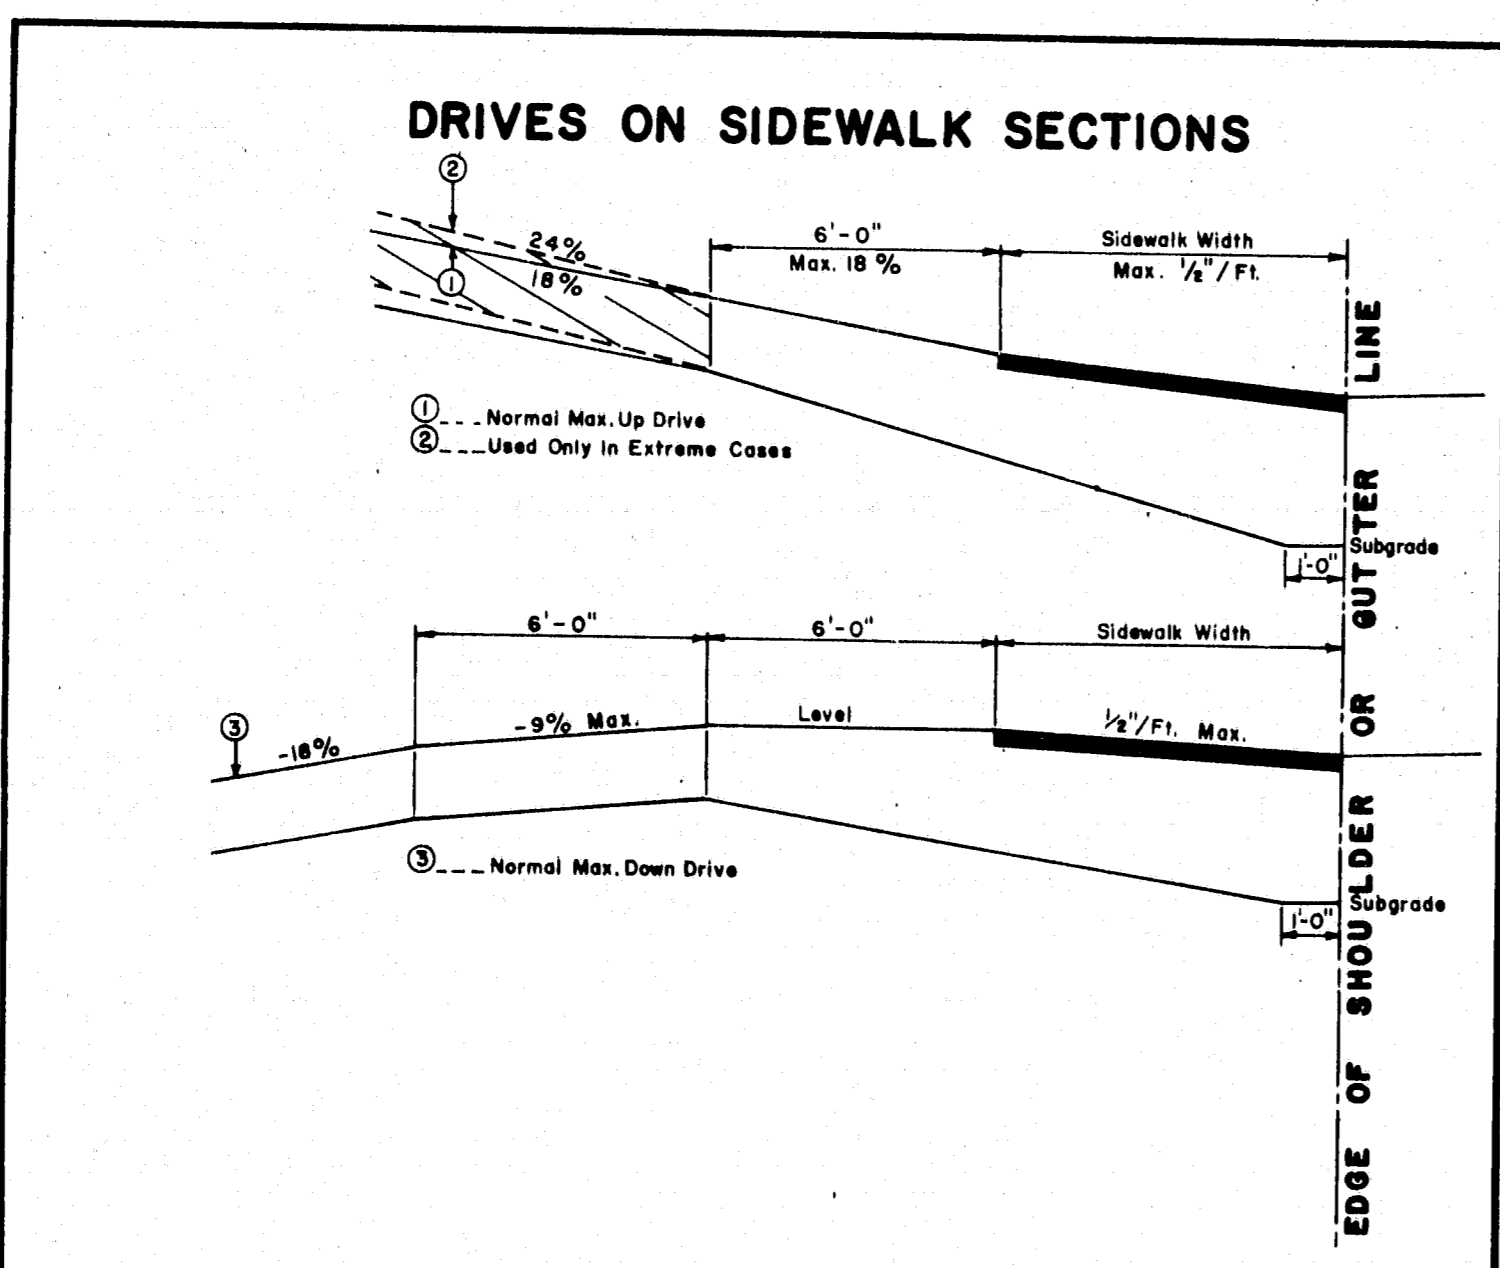 DRIVES ON SIDEWALK SECTIONS
2
24%
18%
1
6'-0"
Max. 18%
Sidewalk Width
Max. 1/2"/Ft.
1 --- Normal Max. Up Drive
2 --- Used Only In Extreme Cases
Subgrade
1'-0"
6'-0"
6'-0"
Sidewalk Width
3
-18%
-9% Max.
Level
1/2"/Ft. Max.
3 --- Normal Max. Down Drive
Subgrade
1'-0"
EDGE OF SHOULDER OR GUTTER LINE